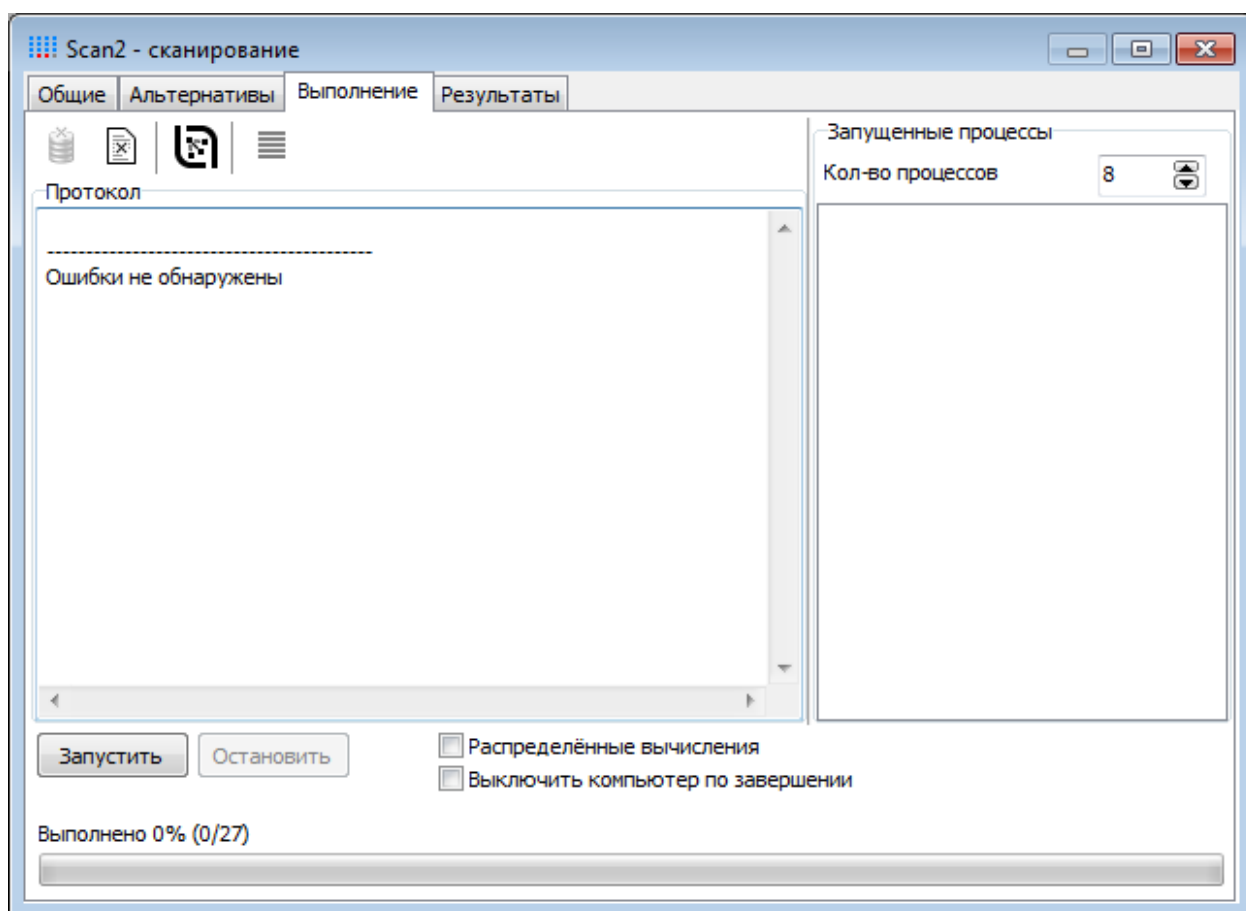 Scan2 - сканирование
Общие Альтернативы Выполнение Результаты
Запущенные процессы
Кол-во процессов 8
Протокол
------------------------------------------
Ошибки не обнаружены
Запустить Остановить
Распределённые вычисления
Выключить компьютер по завершении
Выполнено 0% (0/27)